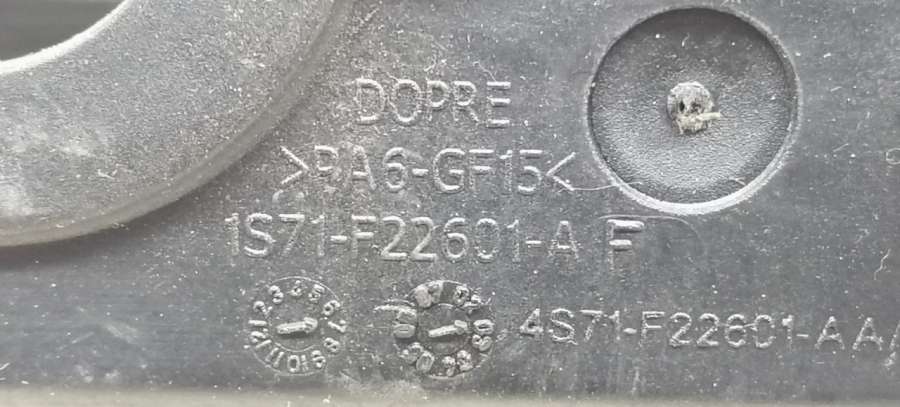 DOPRE
>PA6-GF15<
1S71-F22601-A F
4S71-F22601-AA